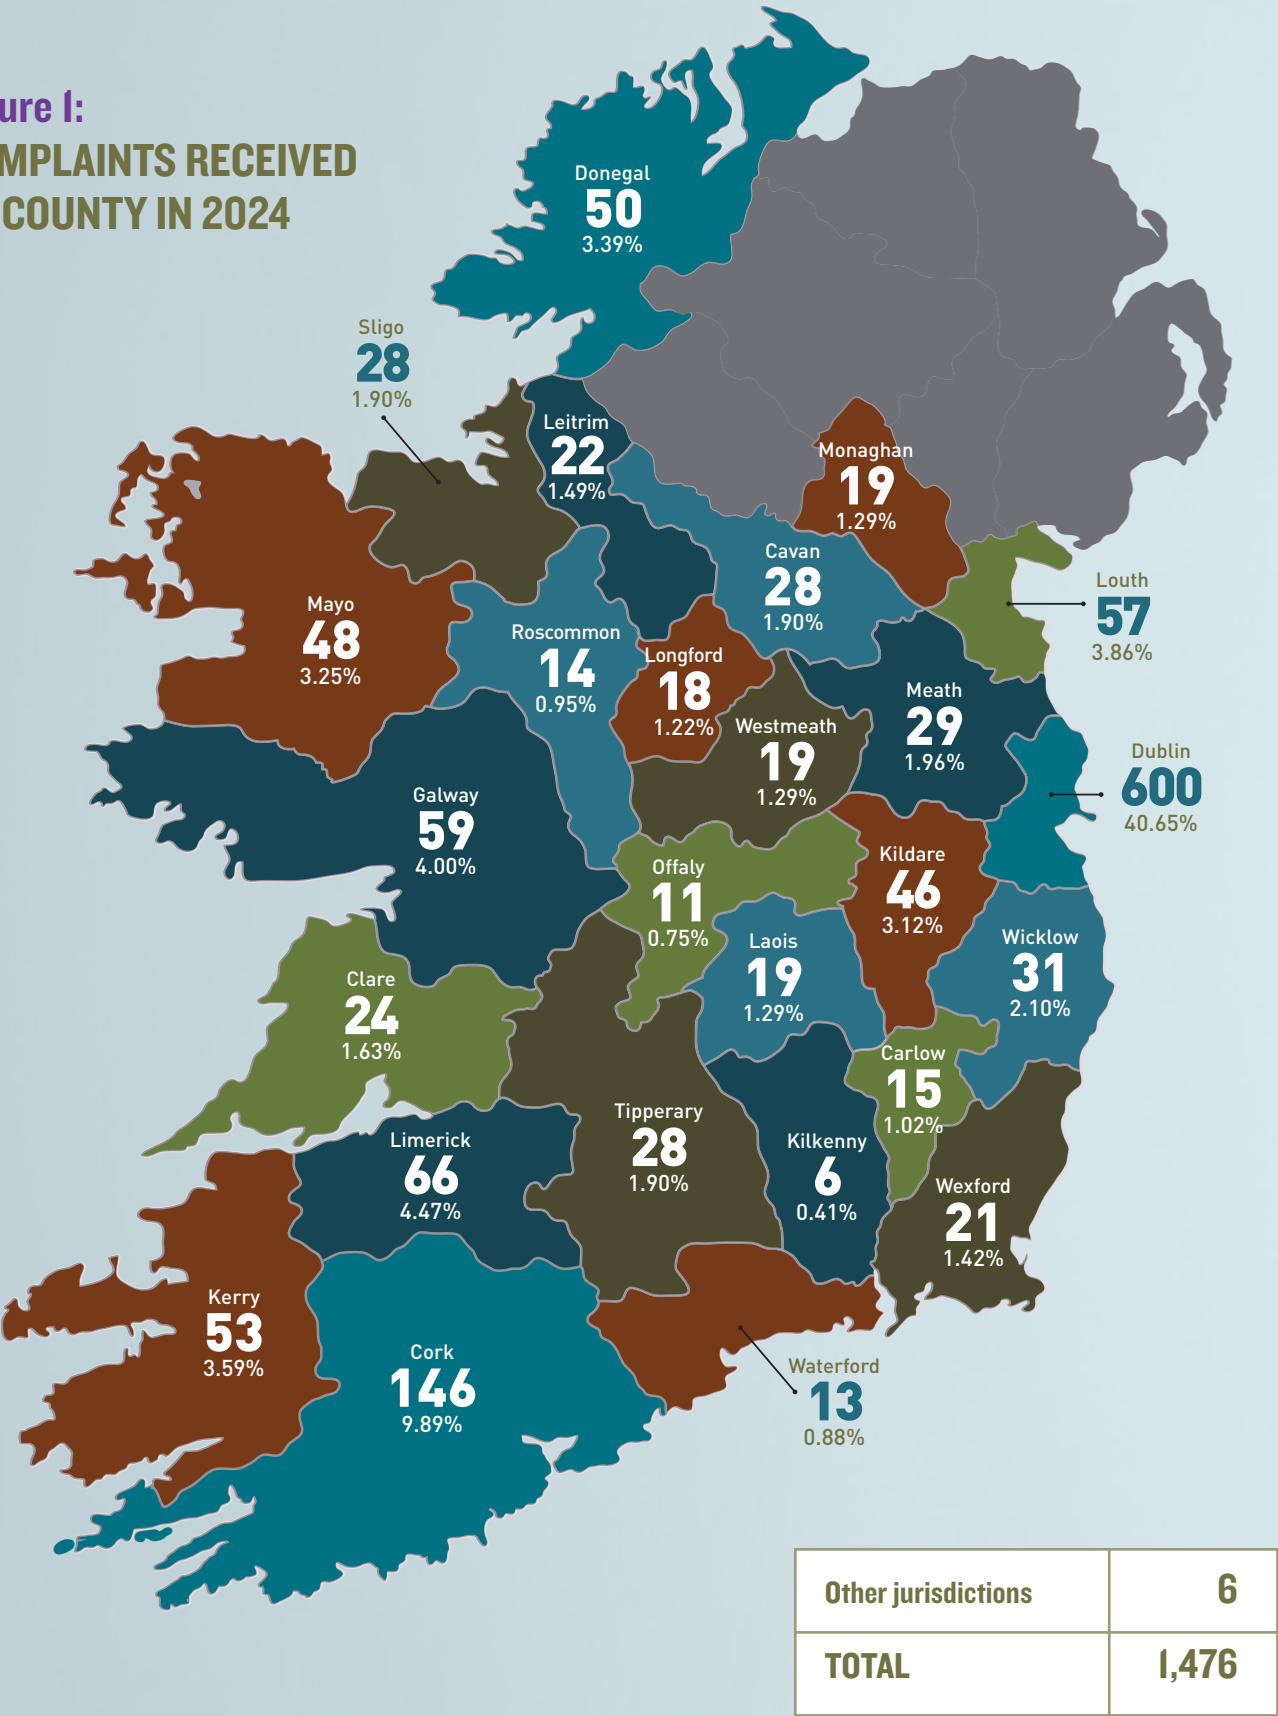 ure 1:
MPLAINTS RECEIVED
COUNTY IN 2024
Donegal
50
3.39%
Sligo
28
1.90%
Leitrim
22
1.49%
Monaghan
19
1.29%
Cavan
28
1.90%
Louth
57
3.86%
Mayo
48
3.25%
Roscommon
14
0.95%
Longford
18
1.22%
Westmeath
19
1.29%
Meath
29
1.96%
Dublin
600
40.65%
Galway
59
4.00%
Offaly
11
0.75%
Kildare
46
3.12%
Laois
19
1.29%
Wicklow
31
2.10%
Clare
24
1.63%
Carlow
15
1.02%
Tipperary
28
1.90%
Limerick
66
4.47%
Kilkenny
6
0.41%
Wexford
21
1.42%
Kerry
53
3.59%
Cork
146
9.89%
Waterford
13
0.88%
Other jurisdictions 6
TOTAL 1,476